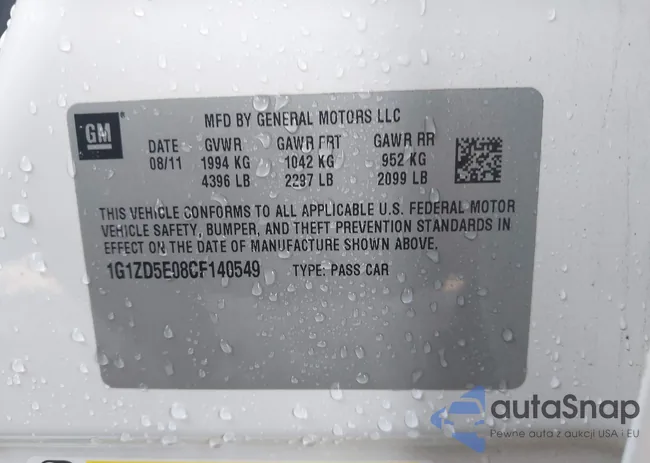 GM
MFD BY GENERAL MOTORS LLC
DATE GVWR GAWR FRT GAWR RR
08/11 1994 KG 1042 KG 952 KG
4396 LB 2297 LB 2099 LB
THIS VEHICLE CONFORMS TO ALL APPLICABLE U.S. FEDERAL MOTOR
VEHICLE SAFETY, BUMPER, AND THEFT PREVENTION STANDARDS IN
EFFECT ON THE DATE OF MANUFACTURE SHOWN ABOVE.
1G1ZD5E08CF140549 TYPE: PASS CAR
autaSnap
Pewne auta z aukcji USA i EU